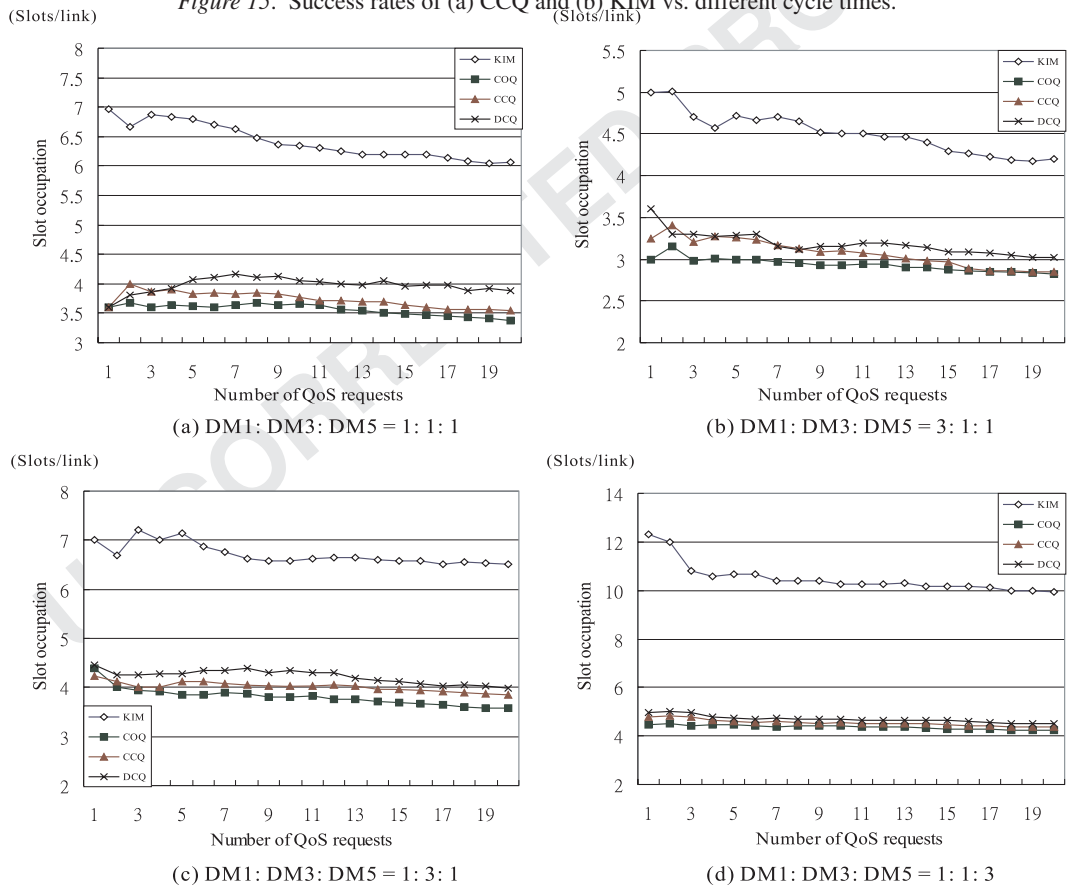 Figure 15. Success rates of (a) CCQ and (b) KIM vs. different cycle times.
(Slots/link)
8
7.5
7
6.5
6
5.5
5
4.5
4
3.5
3
Slot occupation
KIM
COQ
CCQ
DCQ
1 3 5 7 9 11 13 15 17 19
Number of QoS requests
(a) DM1: DM3: DM5 = 1: 1: 1
(Slots/link)
5.5
5
4.5
4
3.5
3
2.5
2
Slot occupation
KIM
COQ
CCQ
DCQ
1 3 5 7 9 11 13 15 17 19
Number of QoS requests
(b) DM1: DM3: DM5 = 3: 1: 1
(Slots/link)
8
7
6
5
4
3
2
Slot occupation
KIM
COQ
CCQ
DCQ
1 3 5 7 9 11 13 15 17 19
Number of QoS requests
(c) DM1: DM3: DM5 = 1: 3: 1
(Slots/link)
14
12
10
8
6
4
2
Slot occupation
KIM
COQ
CCQ
DCQ
1 3 5 7 9 11 13 15 17 19
Number of QoS requests
(d) DM1: DM3: DM5 = 1: 1: 3